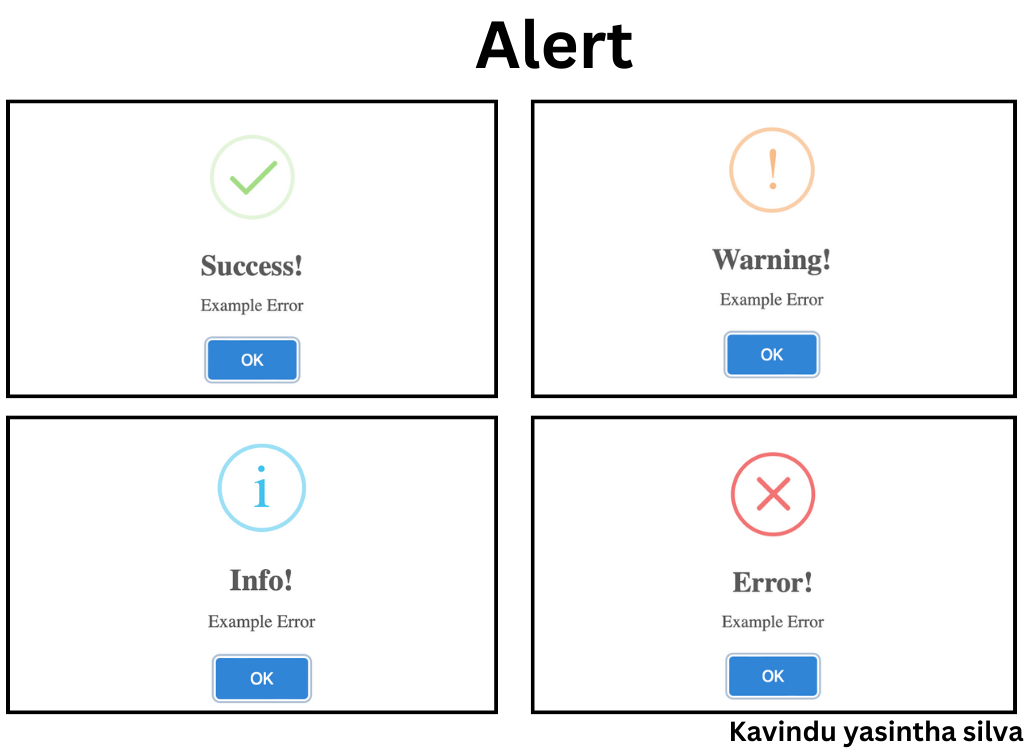 Alert
!
Success!
Example Error
OK
Warning!
Example Error
OK
i
Info!
Example Error
OK
Error!
Example Error
OK
Kavindu yasintha silva